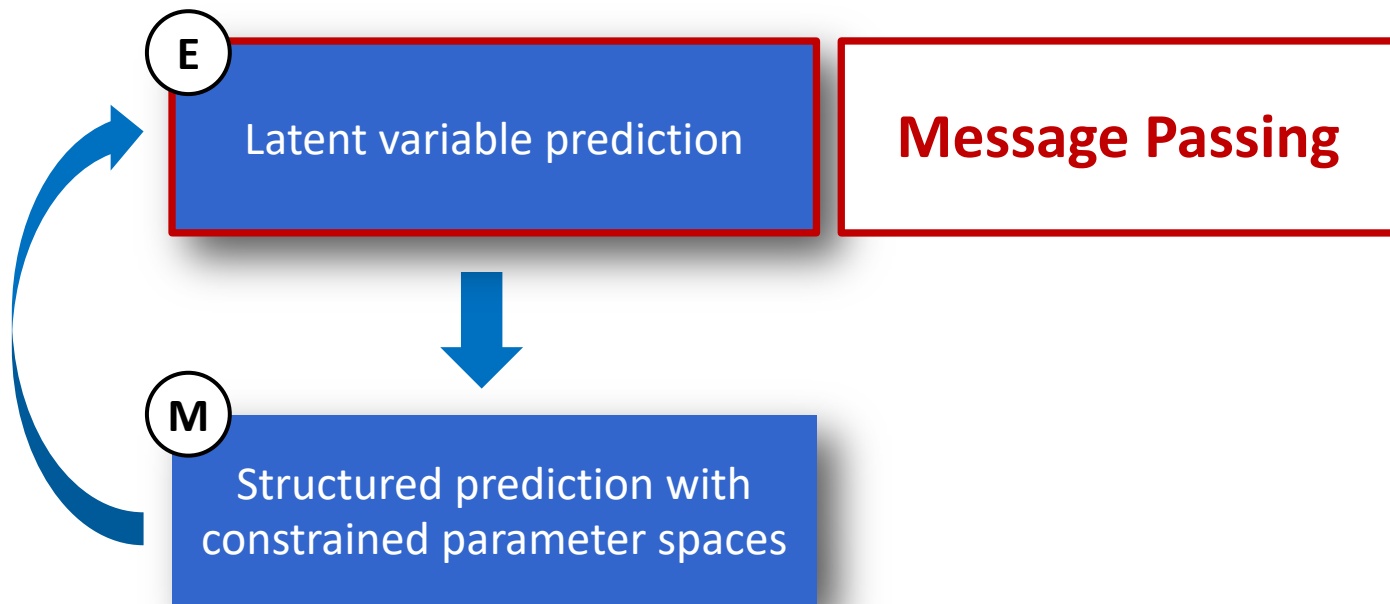 E
Latent variable prediction
Message Passing
M
Structured prediction with
constrained parameter spaces